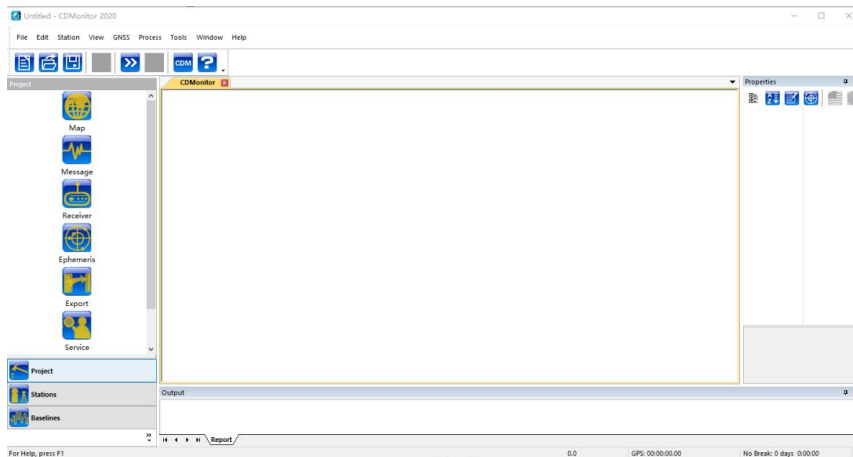 Untitled - CDMonitor 2020
File Edit Station View GNSS Process Tools Window Help
CDM ?
Project
CDMonitor
Properties
Map
Message
Receiver
Ephemeris
Export
Service
Project
Stations
Baselines
Output
Report
For Help, press F1
0.0
GPS: 00:00:00.00
No Break: 0 days 0:00:00